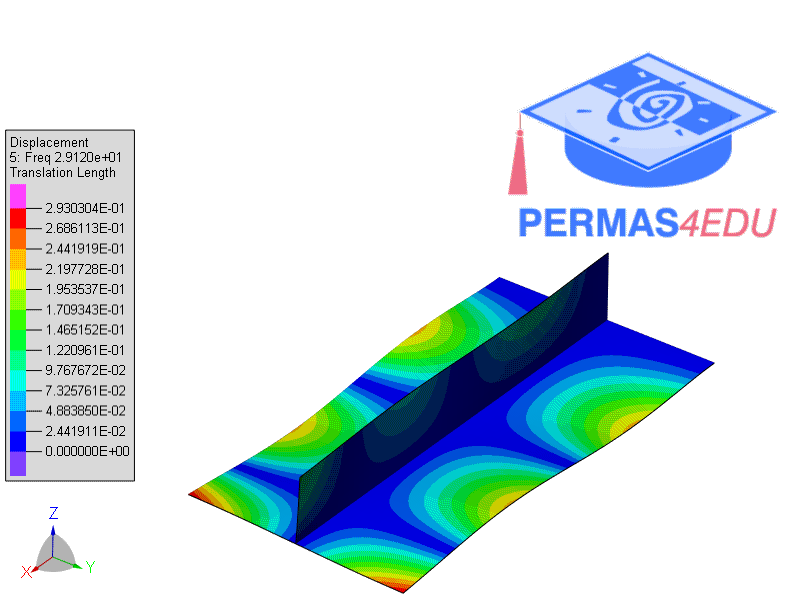 Displacement
5: Freq 2.9120e+01
Translation Length
2.930304E-01
2.686113E-01
2.441919E-01
2.197728E-01
1.953537E-01
1.709343E-01
1.465152E-01
1.220961E-01
9.767672E-02
7.325761E-02
4.883850E-02
2.441911E-02
0.000000E+00
PERMAS4EDU
Z
X
Y